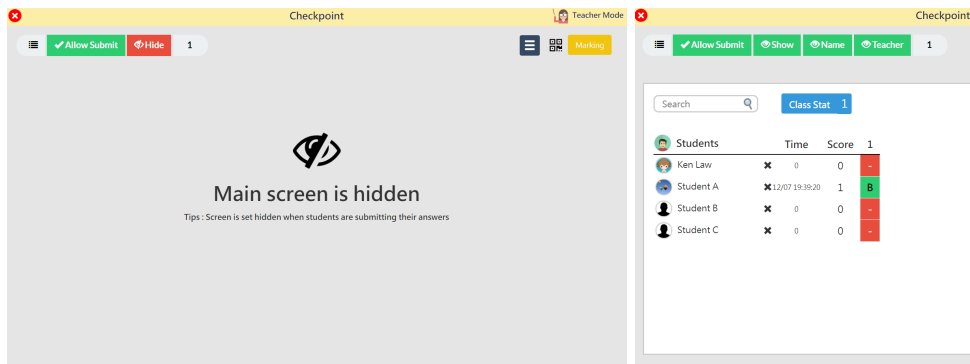 Checkpoint
Teacher Mode
Allow Submit
Hide
1
Marking
Main screen is hidden
Tips : Screen is set hidden when students are submitting their answers
Checkpoint
Allow Submit
Show
Name
Teacher
1
Search
Class Stat 1
Students Time Score 1
Ken Law 0 0 -
Student A 12/07 19:39:20 1 B
Student B 0 0 -
Student C 0 0 -